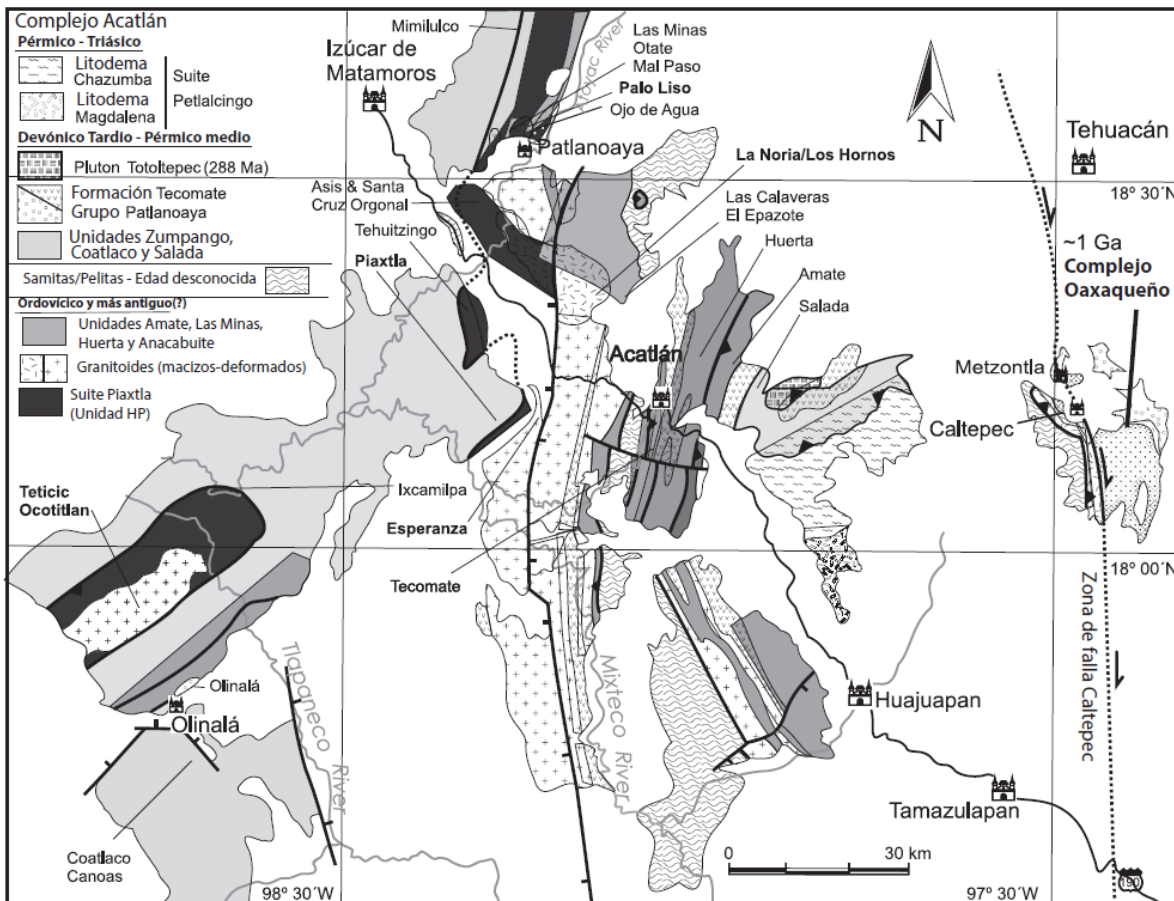 Complejo Acatlán
Pérmico - Triásico
Litodema
Chazumba
Suite
Litodema
Magdalena
Petlalcingo
Devónico Tardio - Pérmico medio
Pluton Totoltepec (288 Ma)
Formación Tecomate
Grupo Patlanoaya
Unidades Zumpango,
Coatlaco y Salada
Samitas/Pelitas - Edad desconocida
Ordovícico y más antiguo(?)
Unidades Amate, Las Minas,
Huerta y Anacabuite
Granitoides (macizos-deformados)
Suite Piaxtla
(Unidad HP)
Mimilulco
Izúcar de
Matamoros
Atoyac River
Las Minas
Otate
Mal Paso
Palo Liso
Ojo de Agua
Patlanoaya
N
Tehuacán
18º 30´N
La Noria/Los Hornos
Asis & Santa
Cruz Orgonal
Tehuitzingo
Piaxtla
Las Calaveras
El Epazote
Huerta
Amate
Salada
~1 Ga
Complejo
Oaxaqueño
Acatlán
Metzontla
Caltepec
Teticic
Ocotitlan
Ixcamilpa
Esperanza
Tecomate
18º 00´N
Zona de falla Caltepec
Tlapaneco
River
Mixteco River
Olinalá
Olinalá
Huajuapan
Tamazulapan
Coatlaco
Canoas
0 30 km
98º 30´W
97º 30´W
190